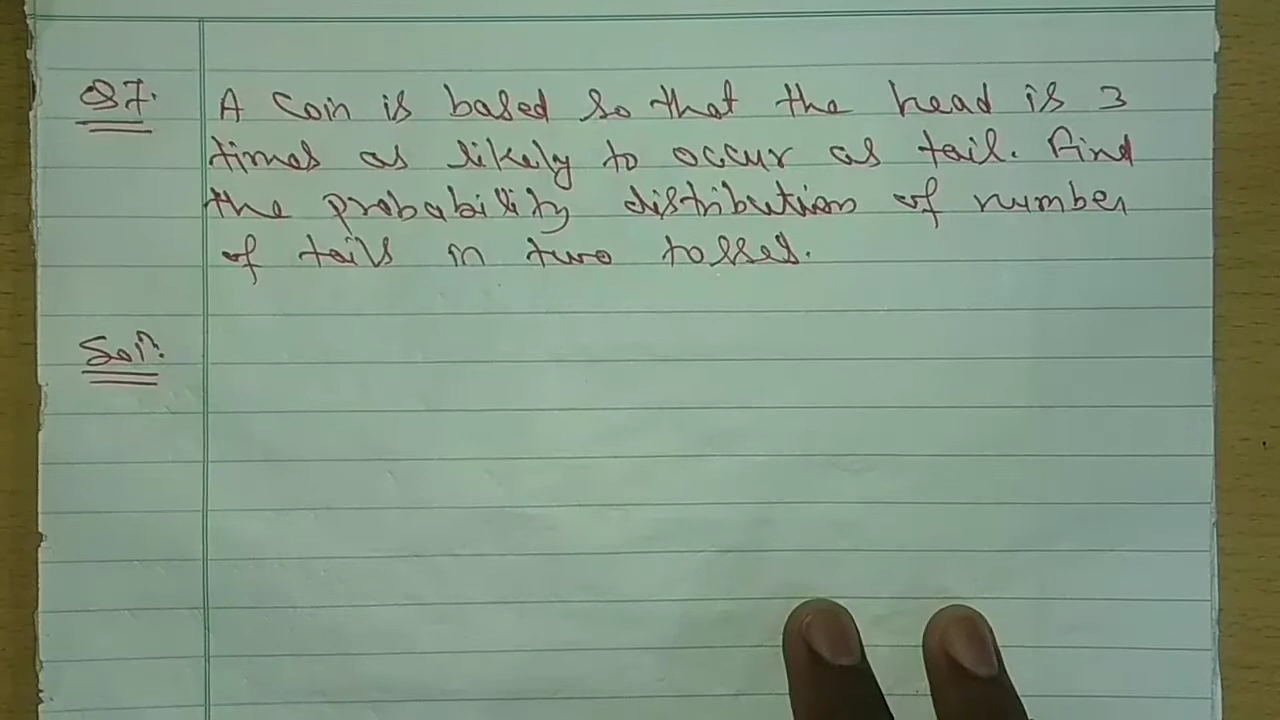 Q7.
A coin is based so that the head is 3
times as likely to occur as tail. Find
the probability distribution of number
of tails in two tosses.
Soln.